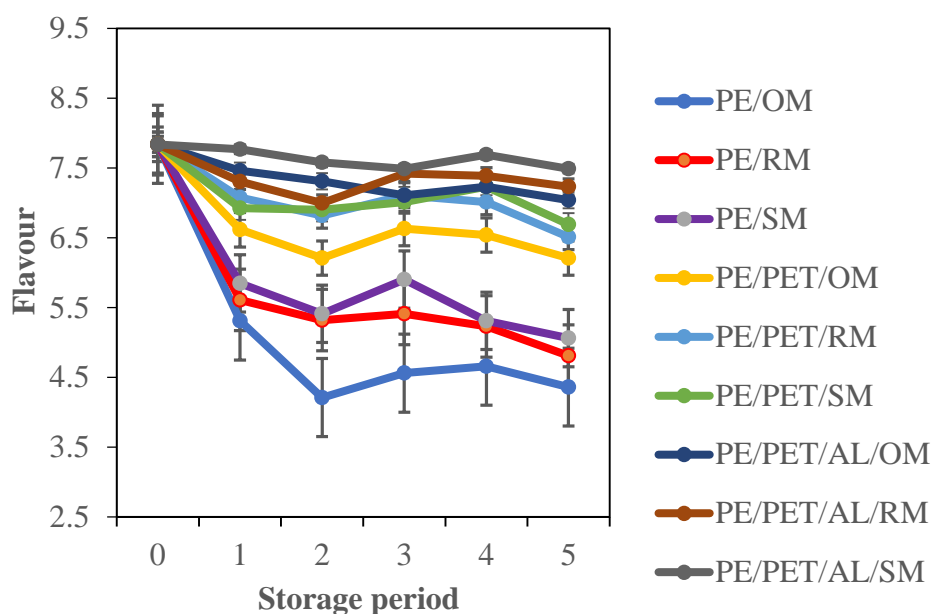 9.5
8.5
7.5
6.5
5.5
4.5
3.5
2.5
Flavour
0 1 2 3 4 5
Storage period
PE/OM
PE/RM
PE/SM
PE/PET/OM
PE/PET/RM
PE/PET/SM
PE/PET/AL/OM
PE/PET/AL/RM
PE/PET/AL/SM